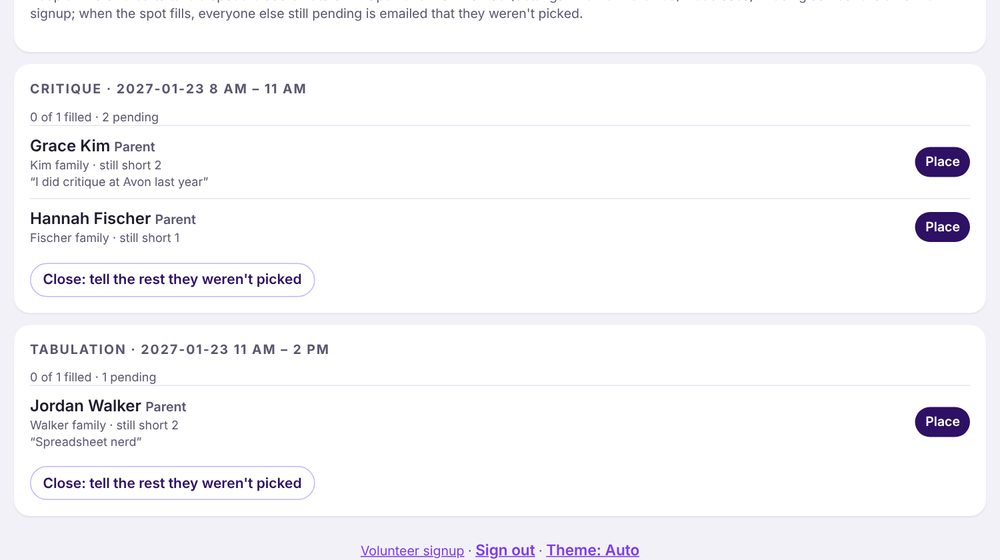 signup; when the spot fills, everyone else still pending is emailed that they weren't picked.
CRITIQUE · 2027-01-23 8 AM – 11 AM
0 of 1 filled · 2 pending
Grace Kim Parent
Place
Kim family · still short 2
“I did critique at Avon last year”
Hannah Fischer Parent
Place
Fischer family · still short 1
Close: tell the rest they weren't picked
TABULATION · 2027-01-23 11 AM – 2 PM
0 of 1 filled · 1 pending
Jordan Walker Parent
Place
Walker family · still short 2
“Spreadsheet nerd”
Close: tell the rest they weren't picked
Volunteer signup · Sign out · Theme: Auto